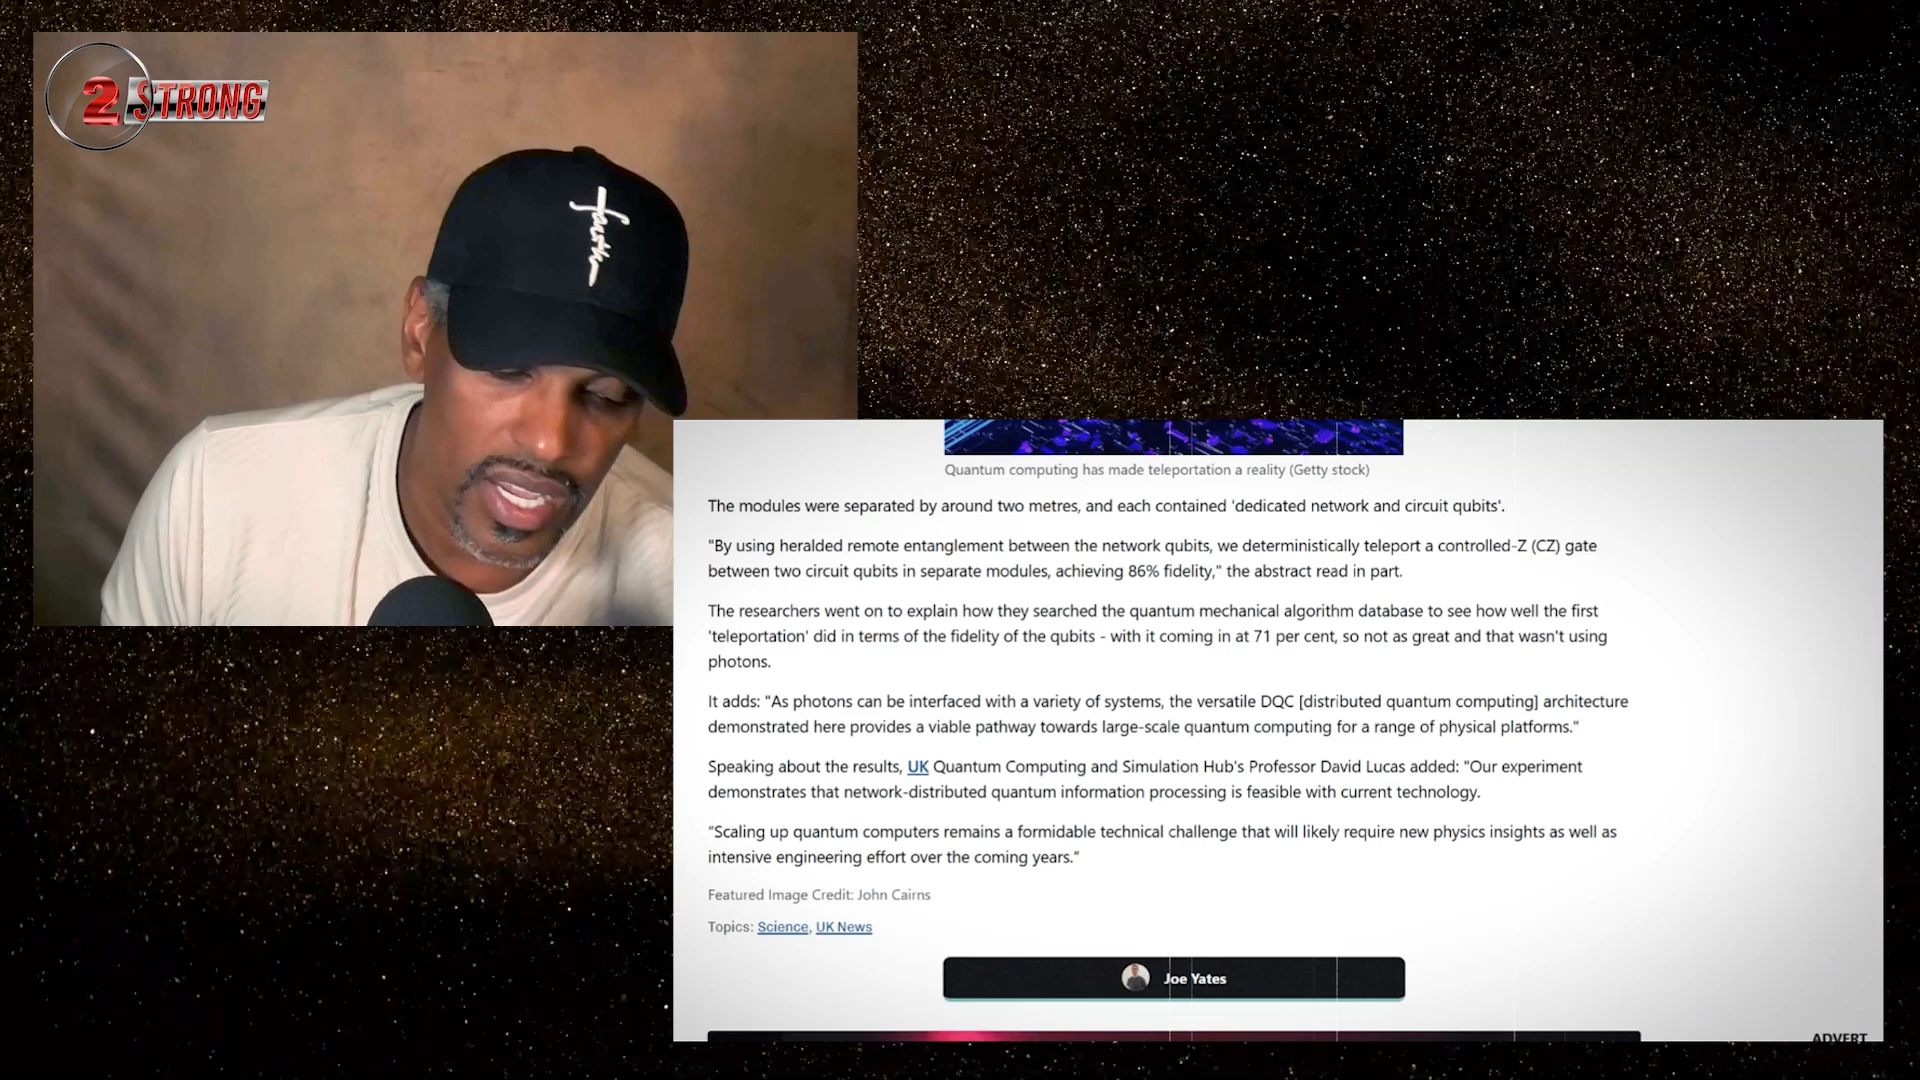 2 STRONG
faith
Quantum computing has made teleportation a reality (Getty stock)
The modules were separated by around two metres, and each contained 'dedicated network and circuit qubits'.
"By using heralded remote entanglement between the network qubits, we deterministically teleport a controlled-Z (CZ) gate
between two circuit qubits in separate modules, achieving 86% fidelity," the abstract read in part.
The researchers went on to explain how they searched the quantum mechanical algorithm database to see how well the first
'teleportation' did in terms of the fidelity of the qubits - with it coming in at 71 per cent, so not as great and that wasn't using
photons.
It adds: "As photons can be interfaced with a variety of systems, the versatile DQC [distributed quantum computing] architecture
demonstrated here provides a viable pathway towards large-scale quantum computing for a range of physical platforms."
Speaking about the results, UK Quantum Computing and Simulation Hub's Professor David Lucas added: "Our experiment
demonstrates that network-distributed quantum information processing is feasible with current technology.
"Scaling up quantum computers remains a formidable technical challenge that will likely require new physics insights as well as
intensive engineering effort over the coming years."
Featured Image Credit: John Cairns
Topics: Science, UK News
Joe Yates
ADVERT